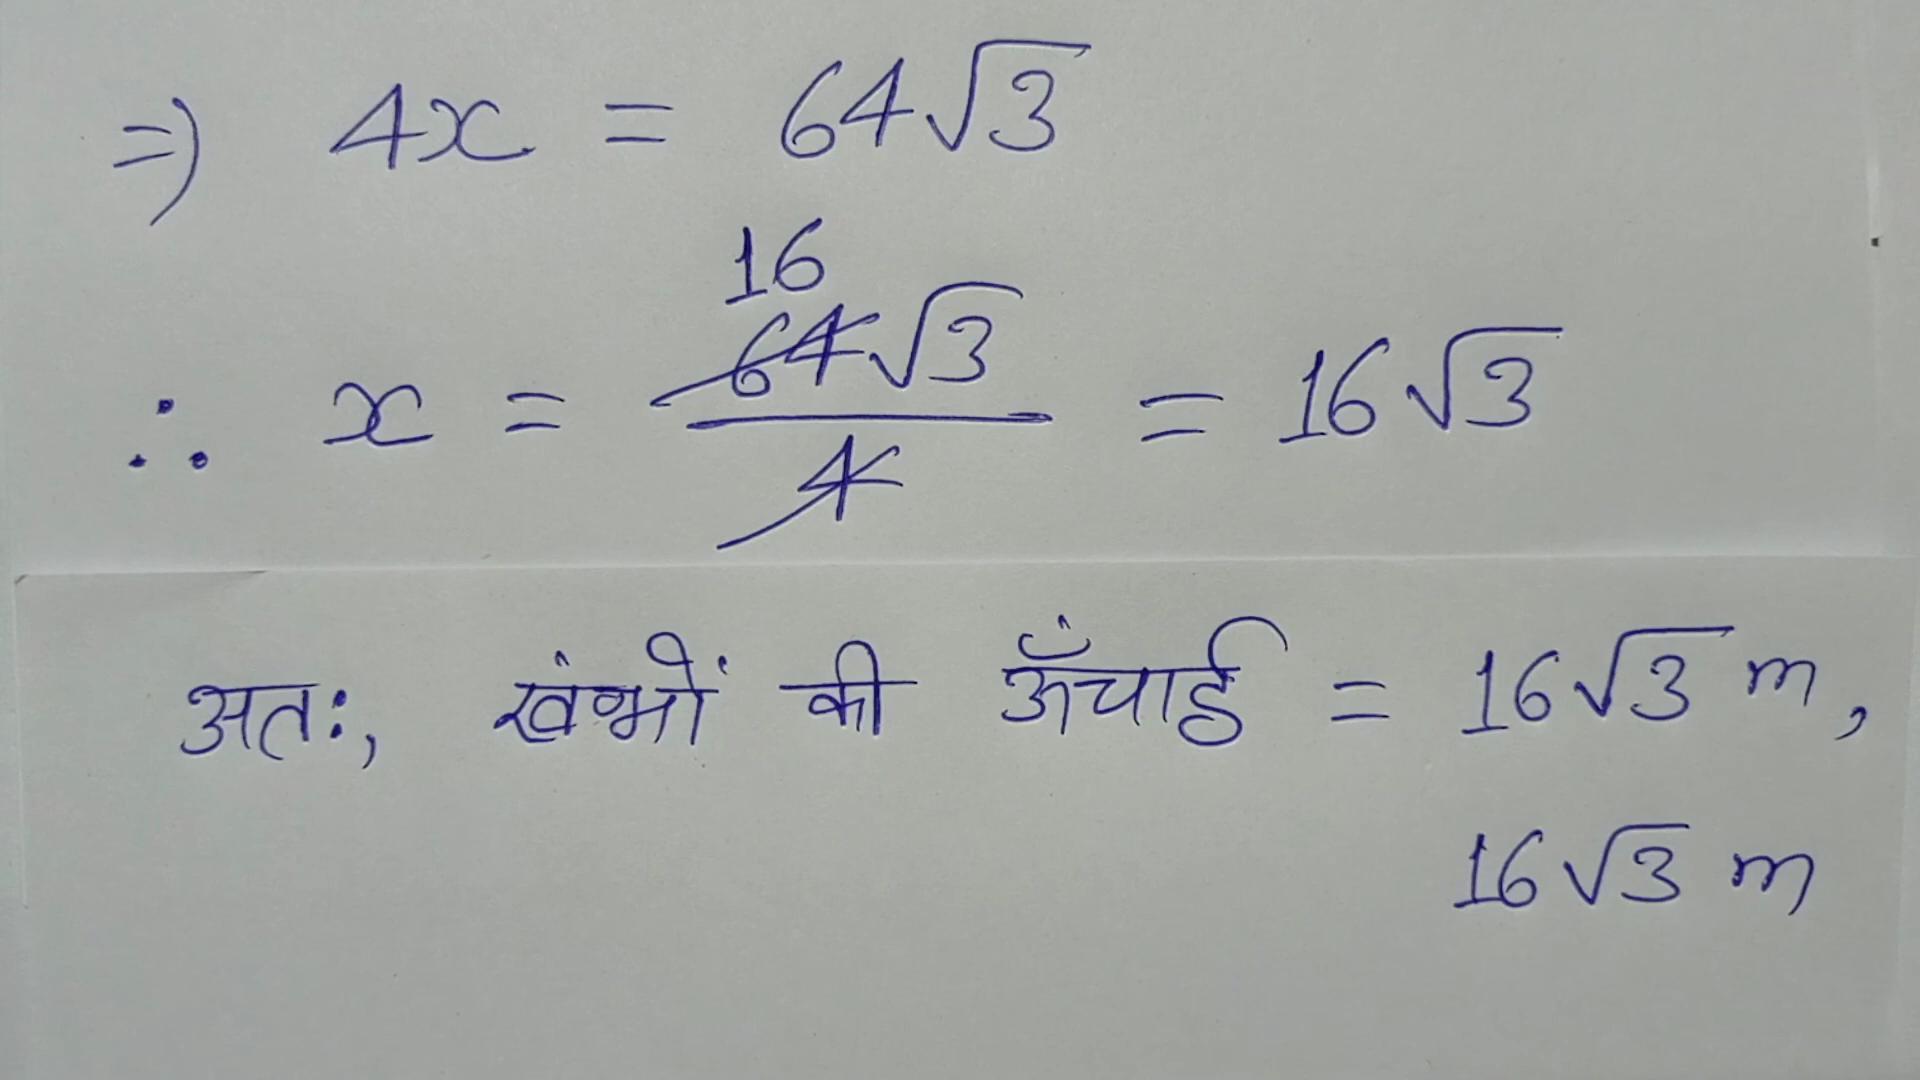 ⇒ 4x = 64√3
16
∴ x = 64√3 / 4 = 16√3
अतः, खंभों की ऊँचाई = 16√3 m,
16√3 m